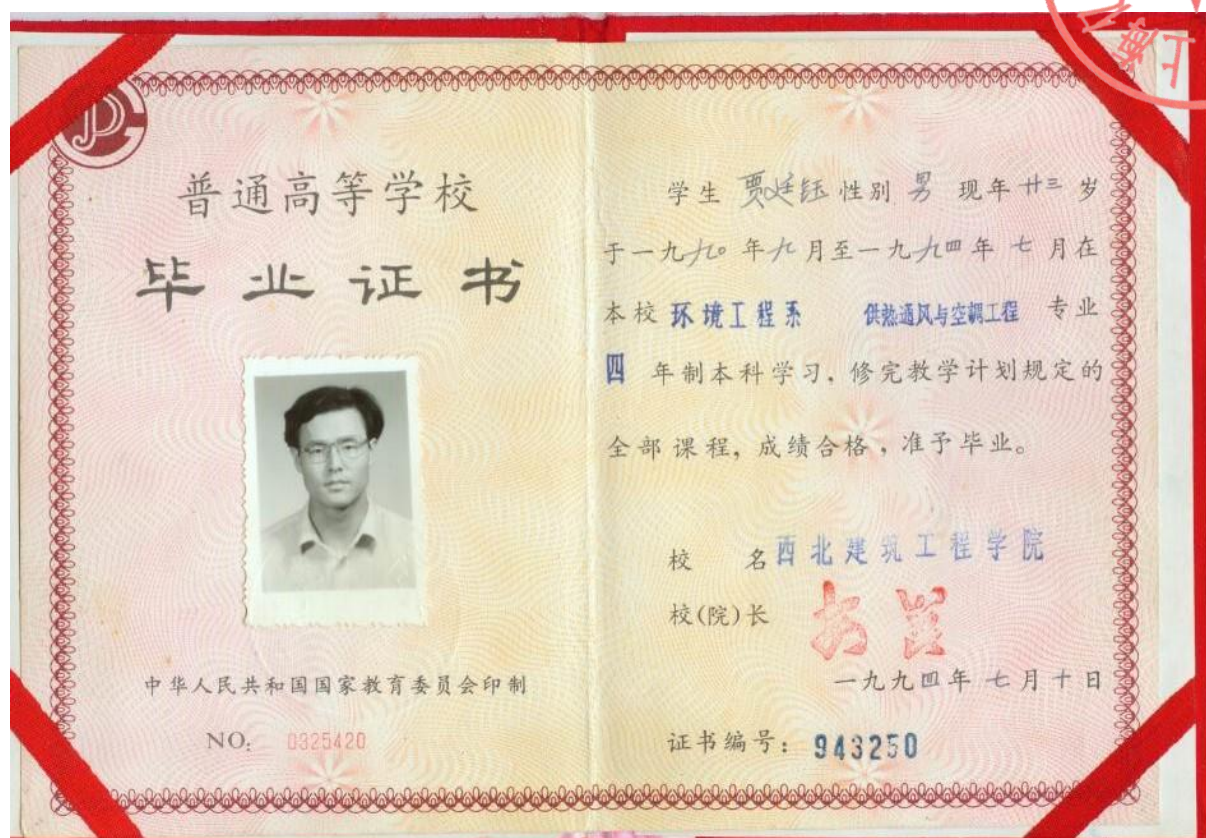 普通高等学校
毕业证书
中华人民共和国国家教育委员会印制
NO: 0325420
学生 贾廷钰 性别 男 现年 廿三 岁
于一九九〇年九月至一九九四年七月在
本校 环境工程系 供热通风与空调工程 专业
四 年制本科学习,修完教学计划规定的
全部课程,成绩合格,准予毕业。
校 名 西北建筑工程学院
校(院)长
一九九四年七月十日
证书编号: 943250
上海